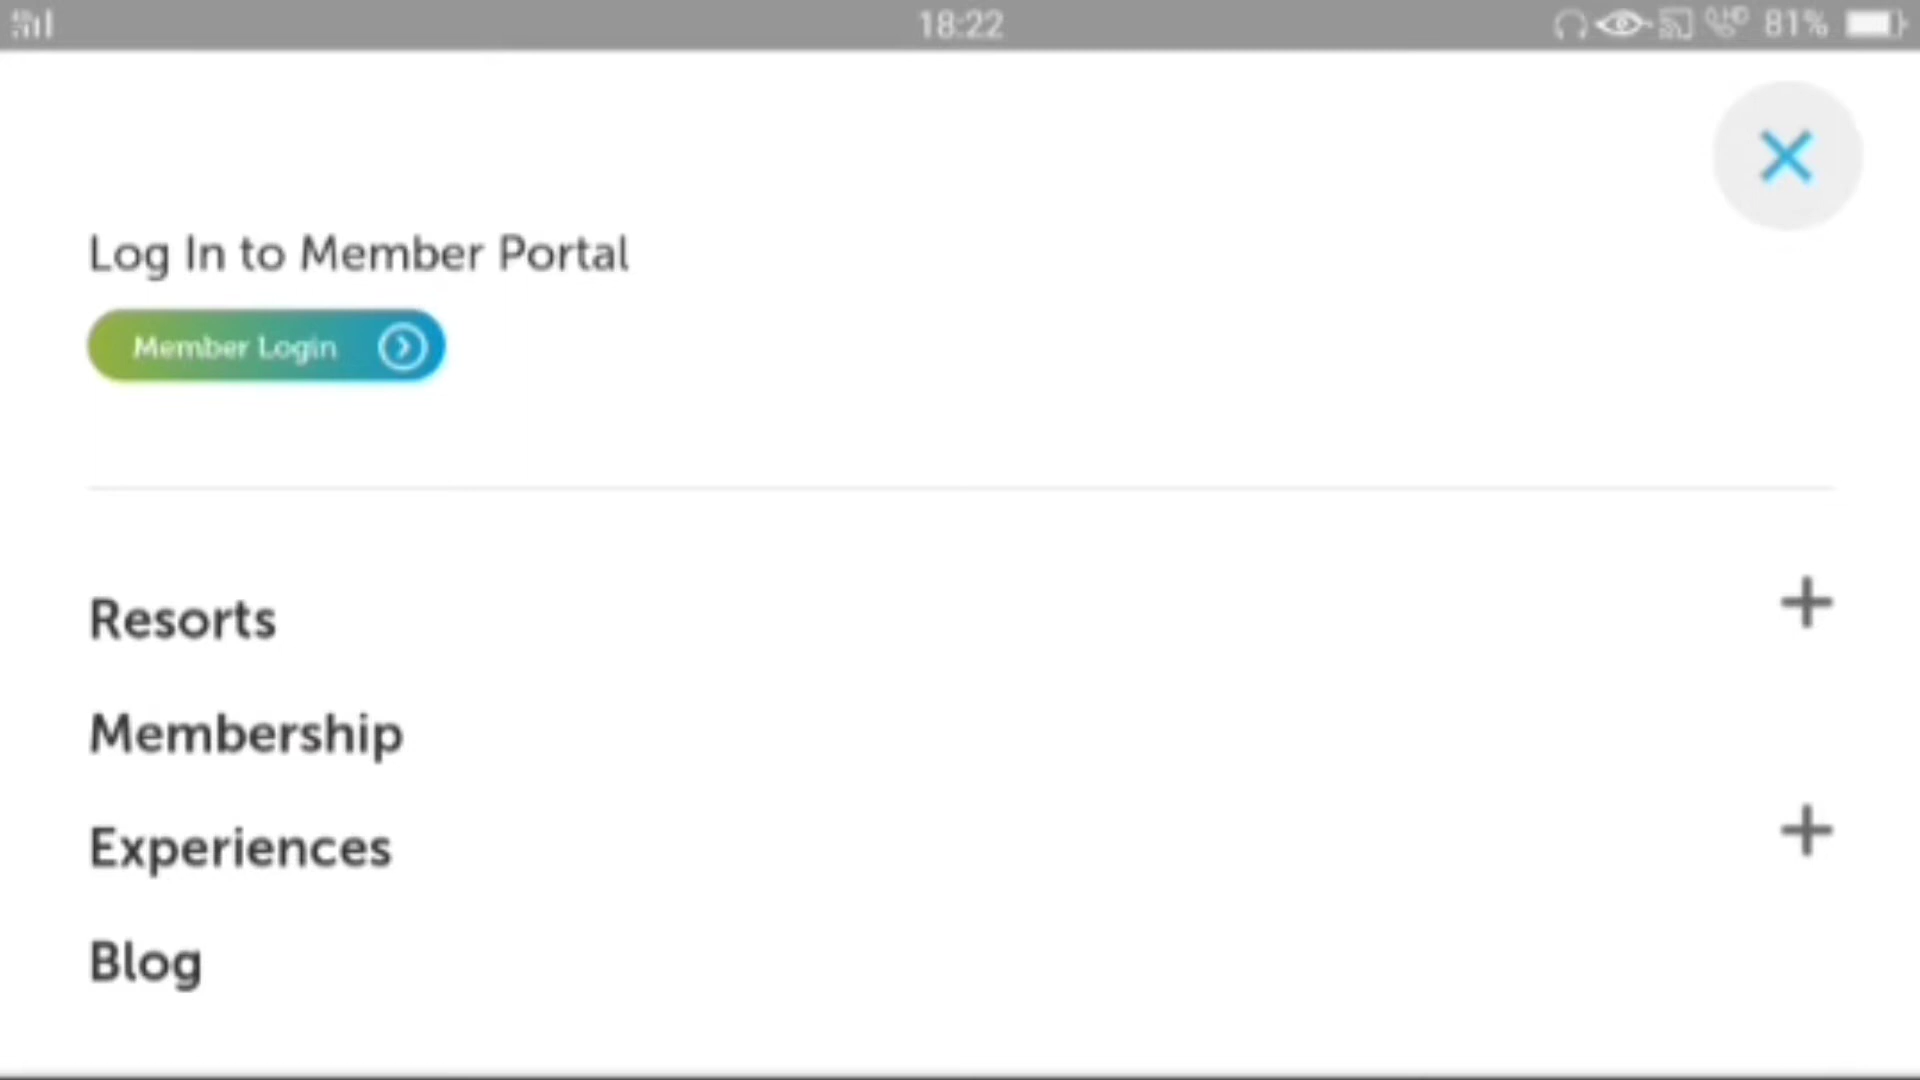 18:22
81%
Log In to Member Portal
Member Login
Resorts
Membership
Experiences
Blog